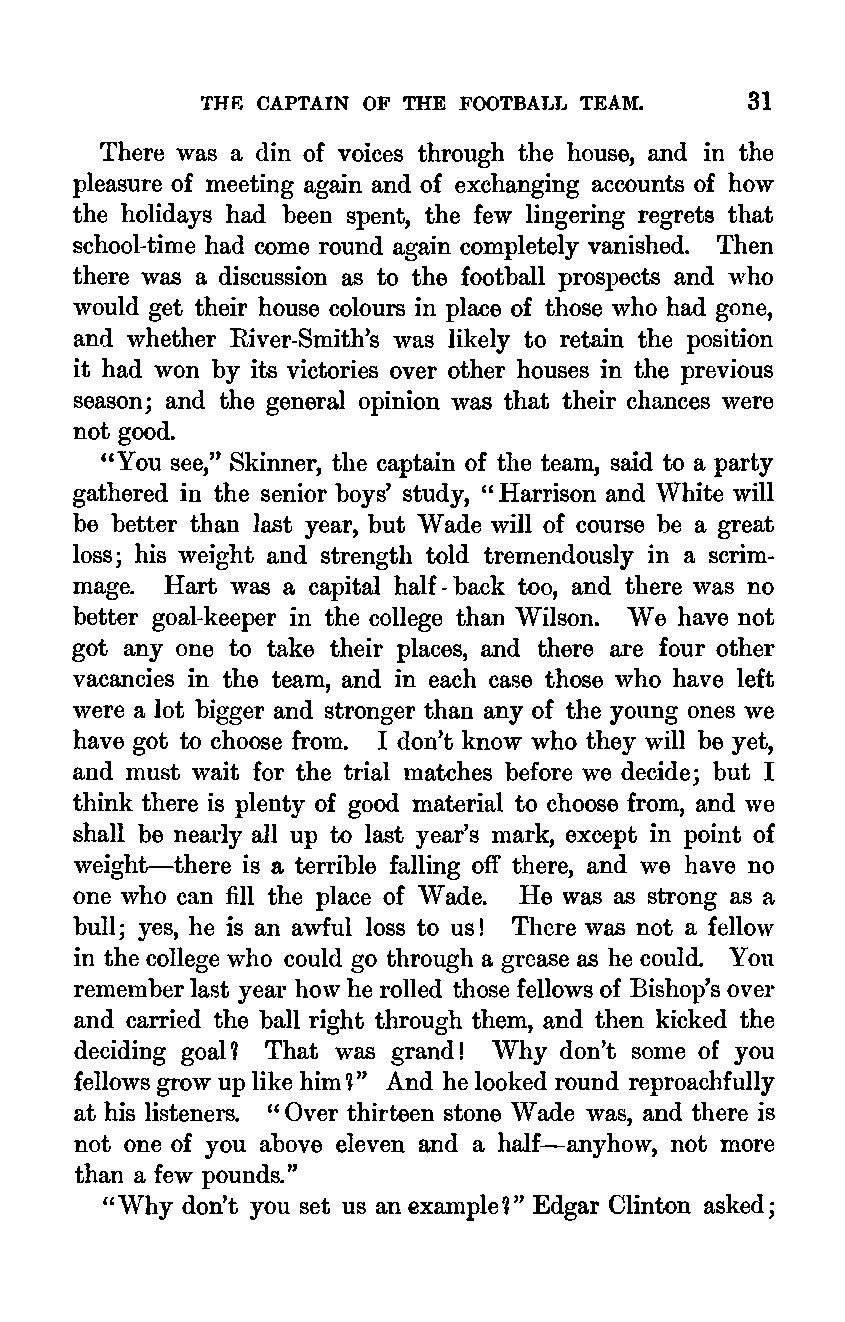 THE CAPTAIN OF THE FOOTBALL TEAM. 31
There was a din of voices through the house, and in the
pleasure of meeting again and of exchanging accounts of how
the holidays had been spent, the few lingering regrets that
school-time had come round again completely vanished. Then
there was a discussion as to the football prospects and who
would get their house colours in place of those who had gone,
and whether River-Smith's was likely to retain the position
it had won by its victories over other houses in the previous
season; and the general opinion was that their chances were
not good.
"You see," Skinner, the captain of the team, said to a party
gathered in the senior boys' study, "Harrison and White will
be better than last year, but Wade will of course be a great
loss; his weight and strength told tremendously in a scrim-
mage. Hart was a capital half-back too, and there was no
better goal-keeper in the college than Wilson. We have not
got any one to take their places, and there are four other
vacancies in the team, and in each case those who have left
were a lot bigger and stronger than any of the young ones we
have got to choose from. I don't know who they will be yet,
and must wait for the trial matches before we decide; but I
think there is plenty of good material to choose from, and we
shall be nearly all up to last year's mark, except in point of
weight—there is a terrible falling off there, and we have no
one who can fill the place of Wade. He was as strong as a
bull; yes, he is an awful loss to us! There was not a fellow
in the college who could go through a grease as he could. You
remember last year how he rolled those fellows of Bishop's over
and carried the ball right through them, and then kicked the
deciding goal? That was grand! Why don't some of you
fellows grow up like him?" And he looked round reproachfully
at his listeners. "Over thirteen stone Wade was, and there is
not one of you above eleven and a half—anyhow, not more
than a few pounds."
"Why don't you set us an example?" Edgar Clinton asked;